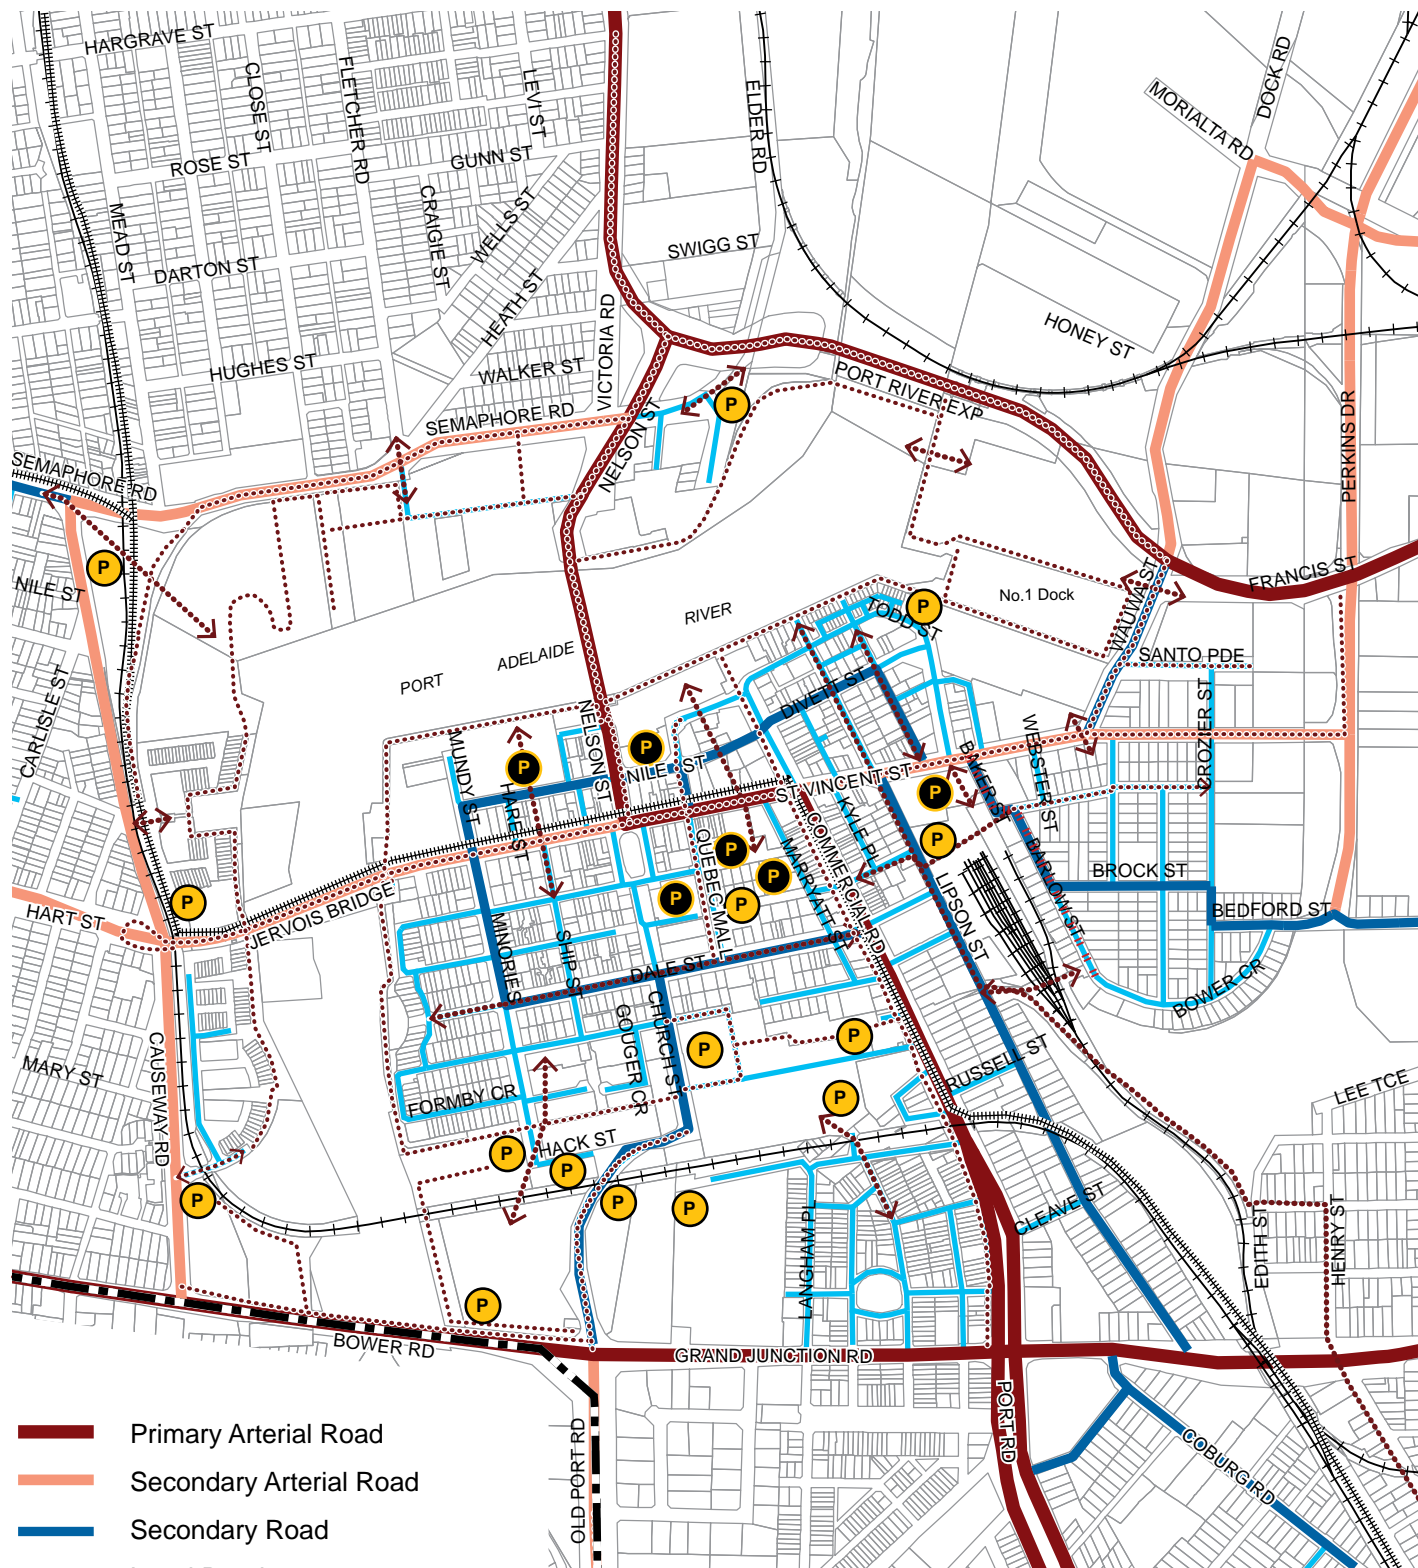 HARGRAVE ST
CLOSE ST
FLETCHER RD
LEVI ST
ELDER RD
DOCK RD
MORIALTA RD
ROSE ST
GUNN ST
CRAIGIE ST
WELLS ST
MEAD ST
DARTON ST
SWIGG ST
HEATH ST
VICTORIA RD
HONEY ST
HUGHES ST
WALKER ST
PORT RIVER EXP
SEMAPHORE RD
NELSON ST
PERKINS DR
SEMAPHORE RD
P
P
NILE ST
FRANCIS ST
WAUWA ST
No.1 Dock
P
TODD ST
RIVER
ADELAIDE
PORT
SANTO PDE
CARLISLE ST
CROZIER ST
DIVETT ST
NELSON ST
MUNDY ST
WEBSTER ST
BAKER ST
P
P
NILE ST
ST VINCENT ST
HARE ST
KYLE PL
P
P
COMMERCIAL RD
MARRYATT ST
QUEBEC MALL
P
P
P
P
BARLOW ST
BROCK ST
LIPSON ST
P
HART ST
JERVOIS BRIDGE
BEDFORD ST
MINORIES
SHIP ST
DALE ST
BOWER CR
CHURCH ST
GOUGER CR
P
P
CAUSEWAY RD
MARY ST
RUSSELL ST
FORMBY CR
P
LEE TCE
HACK ST
P
P
P
P
P
CLEAVE ST
LANGHAM PL
EDITH ST
HENRY ST
P
BOWER RD
GRAND JUNCTION RD
PORT RD
OLD PORT RD
COBURG RD
Primary Arterial Road
Secondary Arterial Road
Secondary Road